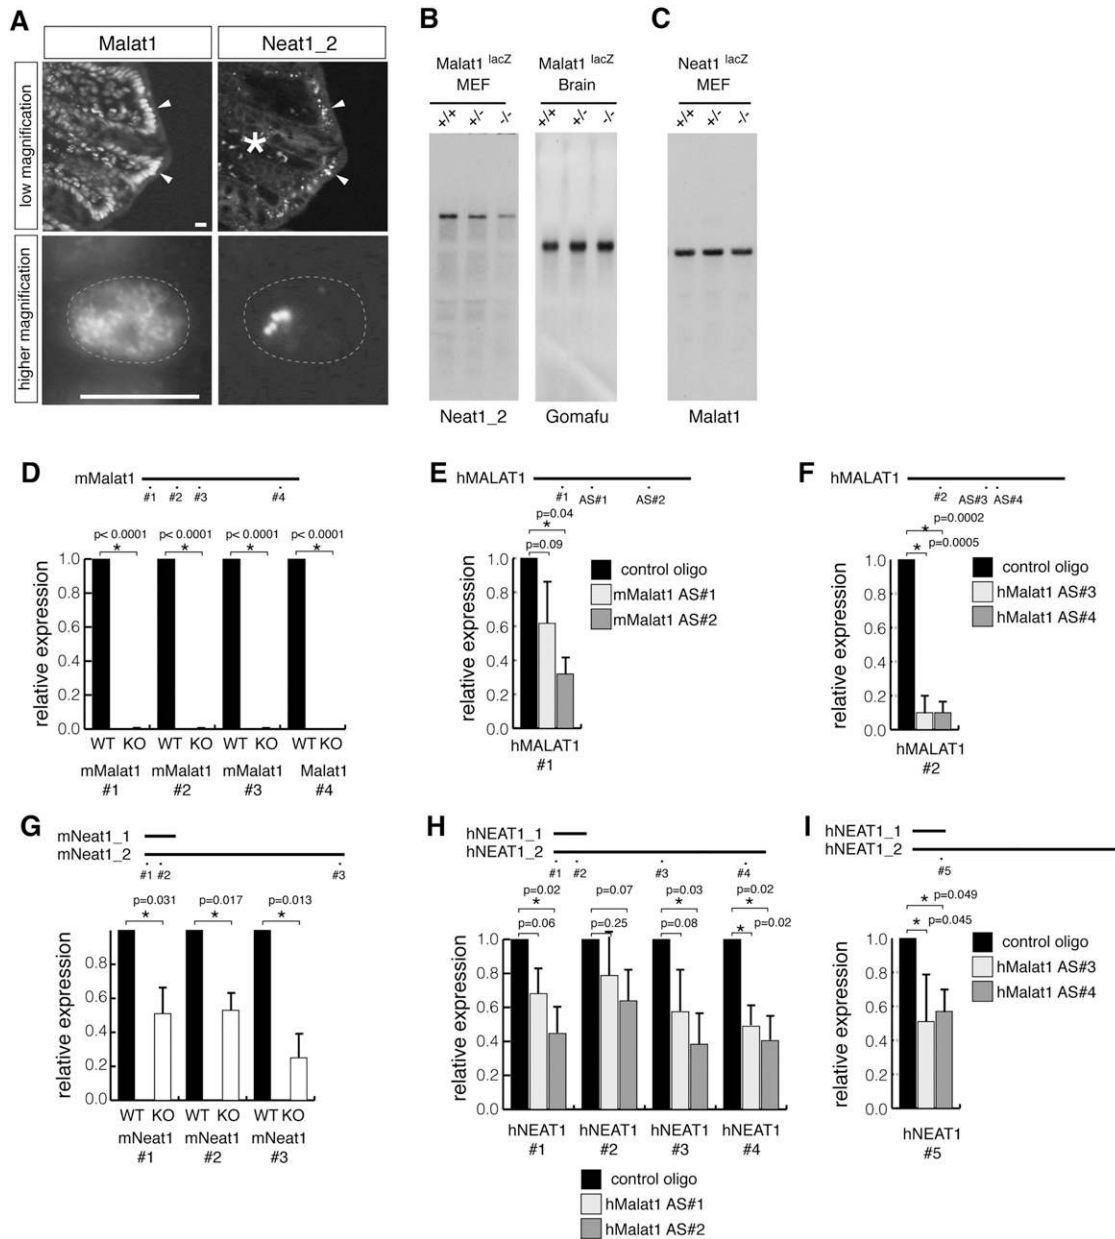 A
Malat1
Neat1_2
low magnification
higher magnification
B
Malat1 lacZ
MEF
+/+ +/- -/-
Neat1_2
Malat1 lacZ
Brain
+/+ +/- -/-
Gomafu
C
Neat1 lacZ
MEF
+/+ +/- -/-
Malat1
D
mMalat1
#1 #2 #3 #4
p< 0.0001 p< 0.0001 p< 0.0001 p< 0.0001
* * * *
relative expression
1.0
0.8
0.6
0.4
0.2
0.0
WT KO WT KO WT KO WT KO
mMalat1 mMalat1 mMalat1 Malat1
#1 #2 #3 #4
E
hMALAT1
#1 AS#1 AS#2
p=0.04
*
p=0.09
control oligo
mMalat1 AS#1
mMalat1 AS#2
relative expression
1.0
0.8
0.6
0.4
0.2
0.0
hMALAT1
#1
F
hMALAT1
#2 AS#3 AS#4
p=0.0002
*
p=0.0005
*
control oligo
hMalat1 AS#3
hMalat1 AS#4
relative expression
1.0
0.8
0.6
0.4
0.2
0.0
hMALAT1
#2
G
mNeat1_1
mNeat1_2
#1 #2 #3
p=0.031 p=0.017 p=0.013
* * *
relative expression
0.8
0.6
0.4
0.2
0.0
WT KO WT KO WT KO
mNeat1 mNeat1 mNeat1
#1 #2 #3
H
hNEAT1_1
hNEAT1_2
#1 #2 #3 #4
p=0.02 p=0.07 p=0.03 p=0.02
* * *
p=0.06 p=0.25 p=0.08 * p=0.02
relative expression
1.0
0.8
0.6
0.4
0.2
0.0
hNEAT1 hNEAT1 hNEAT1 hNEAT1
#1 #2 #3 #4
control oligo
hMalat1 AS#1
hMalat1 AS#2
I
hNEAT1_1
hNEAT1_2
#5
p=0.049
*
p=0.045
*
control oligo
hMalat1 AS#3
hMalat1 AS#4
relative expression
1.0
0.8
0.6
0.4
0.2
0.0
hNEAT1
#5